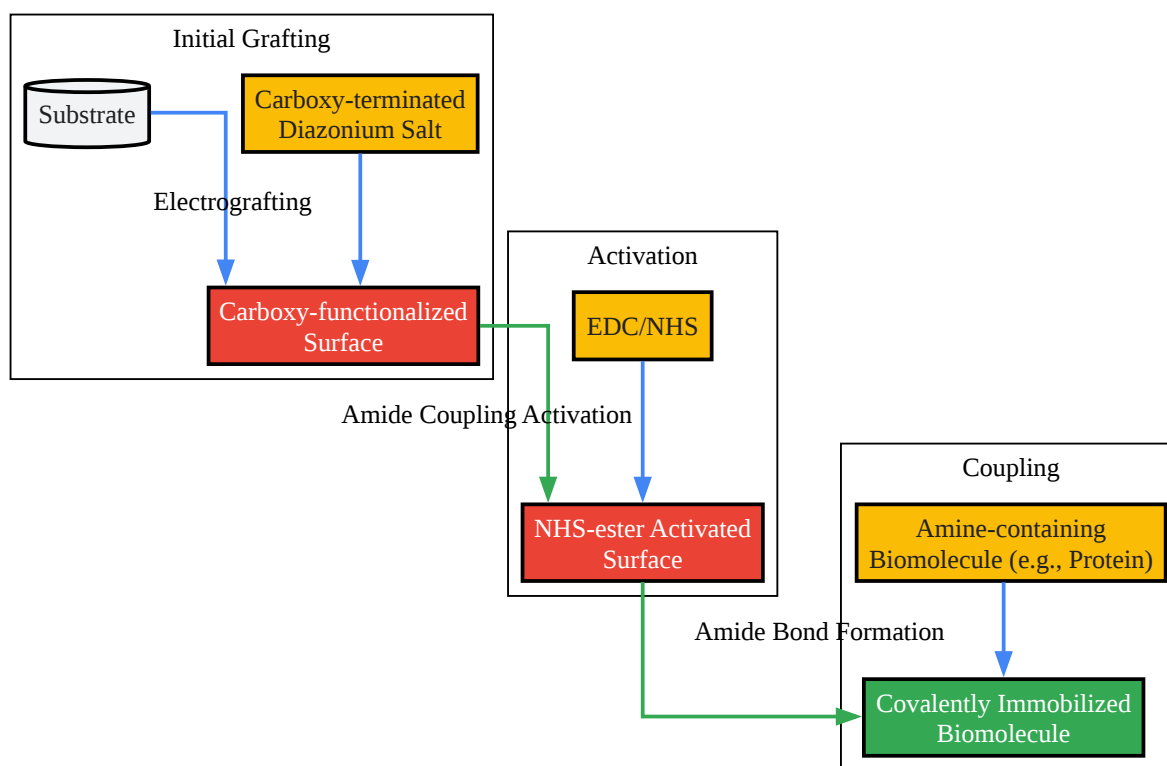 Initial Grafting
Substrate
Carboxy-terminated
Diazonium Salt
Electrografting
Carboxy-functionalized
Surface
Activation
EDC/NHS
Amide Coupling Activation
NHS-ester Activated
Surface
Coupling
Amine-containing
Biomolecule (e.g., Protein)
Amide Bond Formation
Covalently Immobilized
Biomolecule